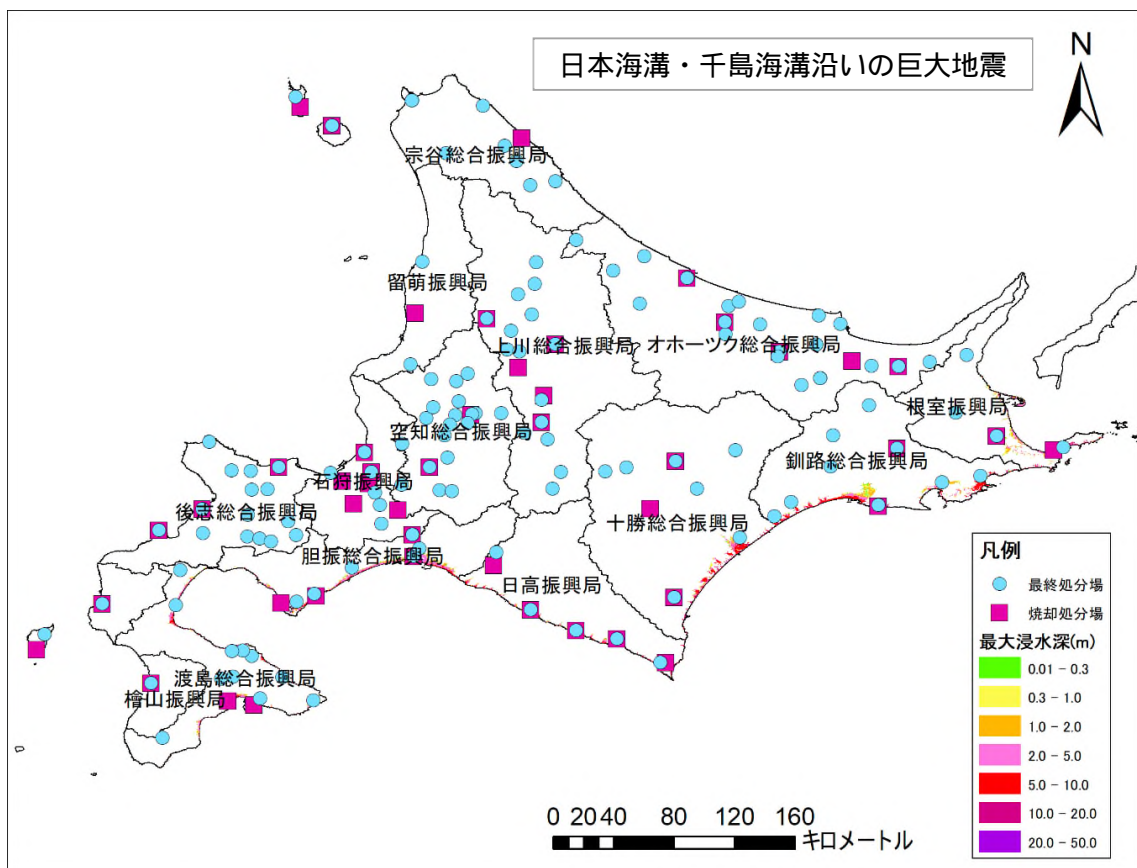 日本海溝・千島海溝沿いの巨大地震
N
宗谷総合振興局
留萌振興局
上川総合振興局
オホーツク総合振興局
根室振興局
空知総合振興局
釧路総合振興局
石狩振興局
後志総合振興局
十勝総合振興局
胆振総合振興局
日高振興局
渡島総合振興局
檜山振興局
凡例
最終処分場
焼却処分場
最大浸水深(m)
0.01 - 0.3
0.3 - 1.0
1.0 - 2.0
2.0 - 5.0
5.0 - 10.0
10.0 - 20.0
20.0 - 50.0
0 20 40 80 120 160
キロメートル